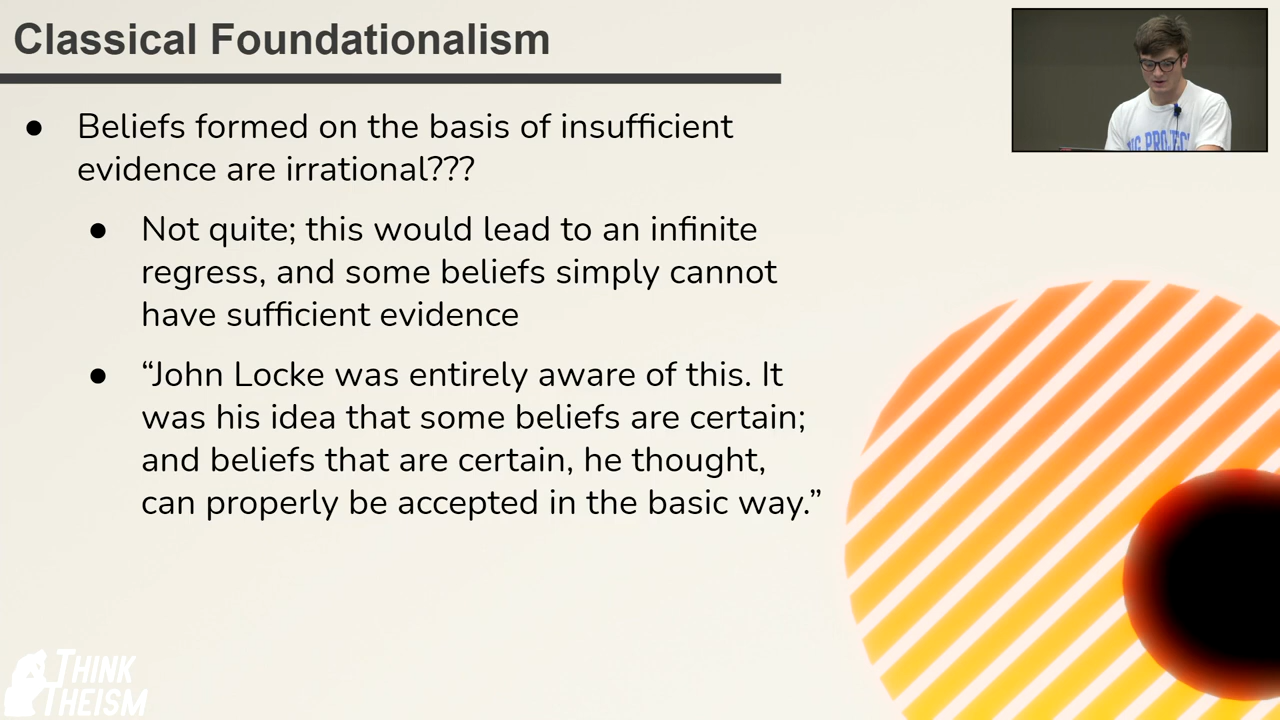 Classical Foundationalism
● Beliefs formed on the basis of insufficient
evidence are irrational???
● Not quite; this would lead to an infinite
regress, and some beliefs simply cannot
have sufficient evidence
● “John Locke was entirely aware of this. It
was his idea that some beliefs are certain;
and beliefs that are certain, he thought,
can properly be accepted in the basic way.”
THINK
THEISM